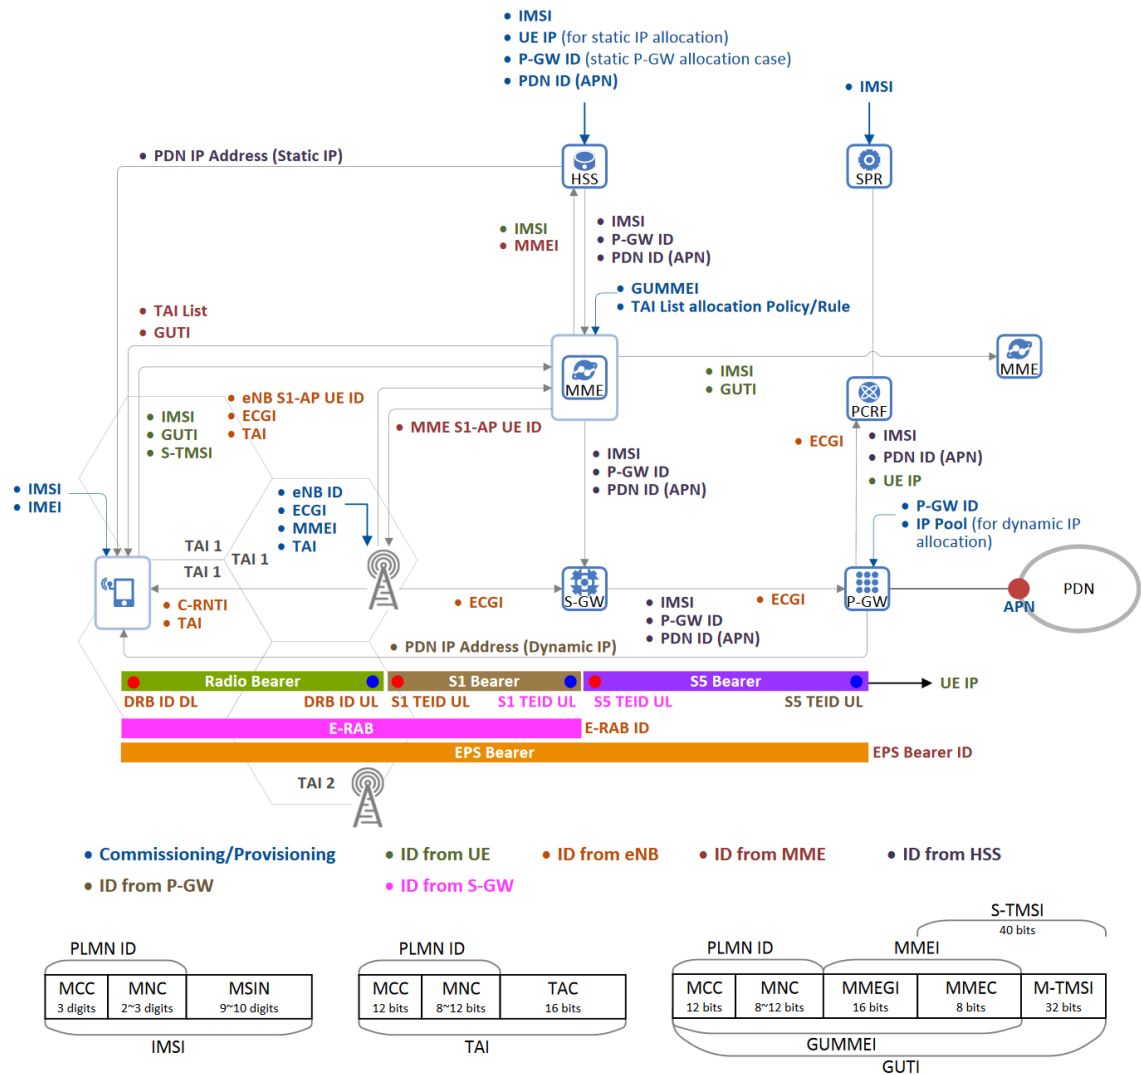 • IMSI
• UE IP (for static IP allocation)
• P-GW ID (static P-GW allocation case)
• PDN ID (APN)
• IMSI
• PDN IP Address (Static IP)
HSS
SPR
• IMSI
• MMEI
• IMSI
• P-GW ID
• PDN ID (APN)
• GUMMEI
• TAI List allocation Policy/Rule
• TAI List
• GUTI
MME
MME
• IMSI
• GUTI
• eNB S1-AP UE ID
• ECGI
• TAI
• IMSI
• GUTI
• S-TMSI
• MME S1-AP UE ID
PCRF
• ECGI
• IMSI
• PDN ID (APN)
• UE IP
• IMSI
• P-GW ID
• PDN ID (APN)
• IMSI
• IMEI
• eNB ID
• ECGI
• MMEI
• TAI
• P-GW ID
• IP Pool (for dynamic IP
allocation)
TAI 1
TAI 1
TAI 1
• C-RNTI
• TAI
• ECGI
S-GW
• IMSI
• P-GW ID
• PDN ID (APN)
• ECGI
P-GW
APN
PDN
• PDN IP Address (Dynamic IP)
Radio Bearer
S1 Bearer
S5 Bearer
UE IP
DRB ID DL
DRB ID UL
S1 TEID UL
S1 TEID UL
S5 TEID UL
S5 TEID UL
E-RAB
E-RAB ID
EPS Bearer
EPS Bearer ID
TAI 2
• Commissioning/Provisioning
• ID from UE
• ID from eNB
• ID from MME
• ID from HSS
• ID from P-GW
• ID from S-GW
PLMN ID
MCC
3 digits
MNC
2~3 digits
MSIN
9~10 digits
IMSI
PLMN ID
MCC
12 bits
MNC
8~12 bits
TAC
16 bits
TAI
S-TMSI
40 bits
PLMN ID
MMEI
MCC
12 bits
MNC
8~12 bits
MMEGI
16 bits
MMEC
8 bits
M-TMSI
32 bits
GUMMEI
GUTI